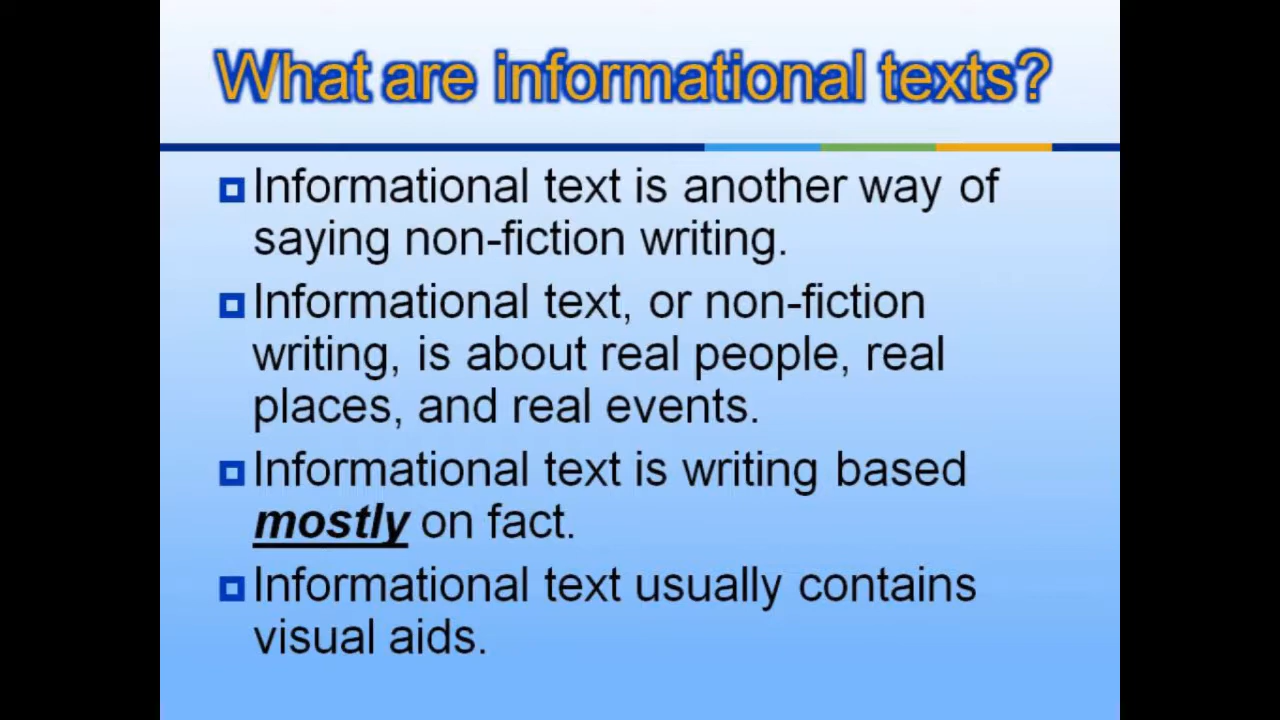 What are informational texts?
Informational text is another way of
saying non-fiction writing.
Informational text, or non-fiction
writing, is about real people, real
places, and real events.
Informational text is writing based
mostly on fact.
Informational text usually contains
visual aids.